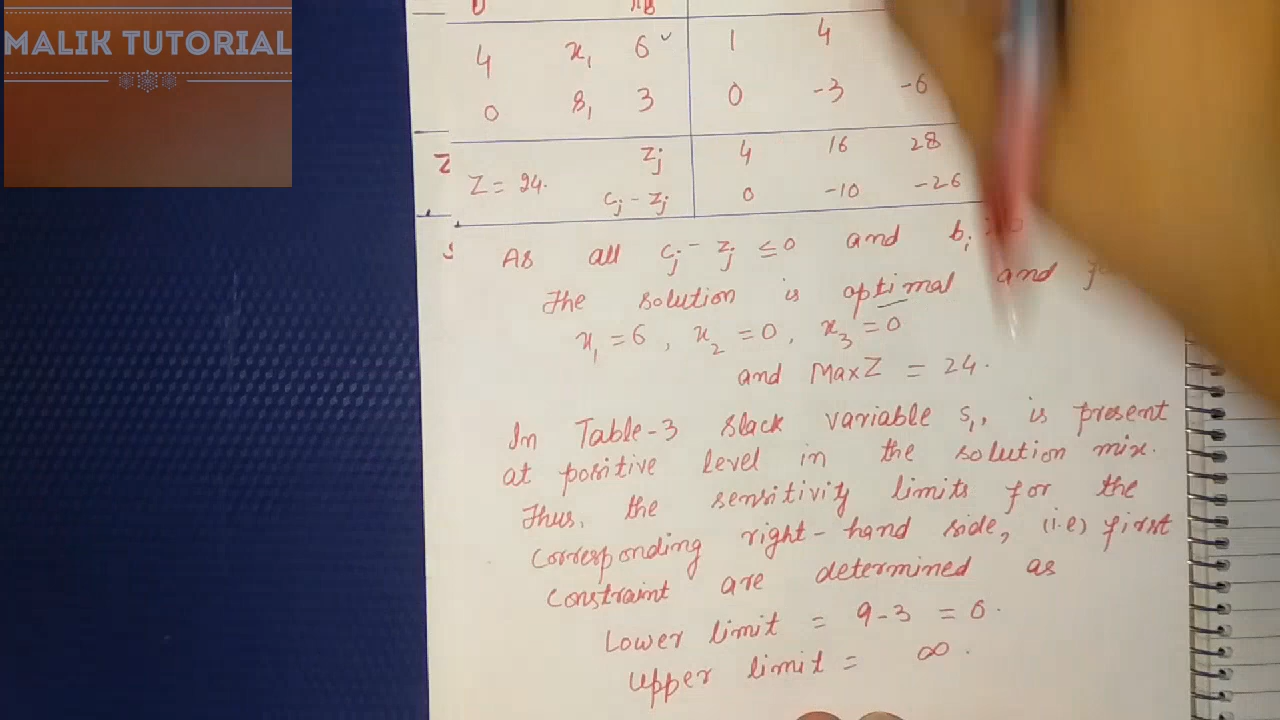 MALIK TUTORIAL
4 x₁ 6 1 4
0 s₁ 3 0 -3 -6
Zj 4 16 28
Z = 24. cj - Zj 0 -10 -26
As all cj - Zj ≤ 0 and bi ≥0
The solution is optimal and
x₁ = 6, x₂ = 0, x₃ = 0
and Max Z = 24.
In Table-3 slack variable s₁, is present
at positive level in the solution mix.
Thus, the sensitivity limits for the
corresponding right-hand side, (i.e) first
constraint are determined as
Lower limit = 9-3 = 6.
Upper limit = ∞.